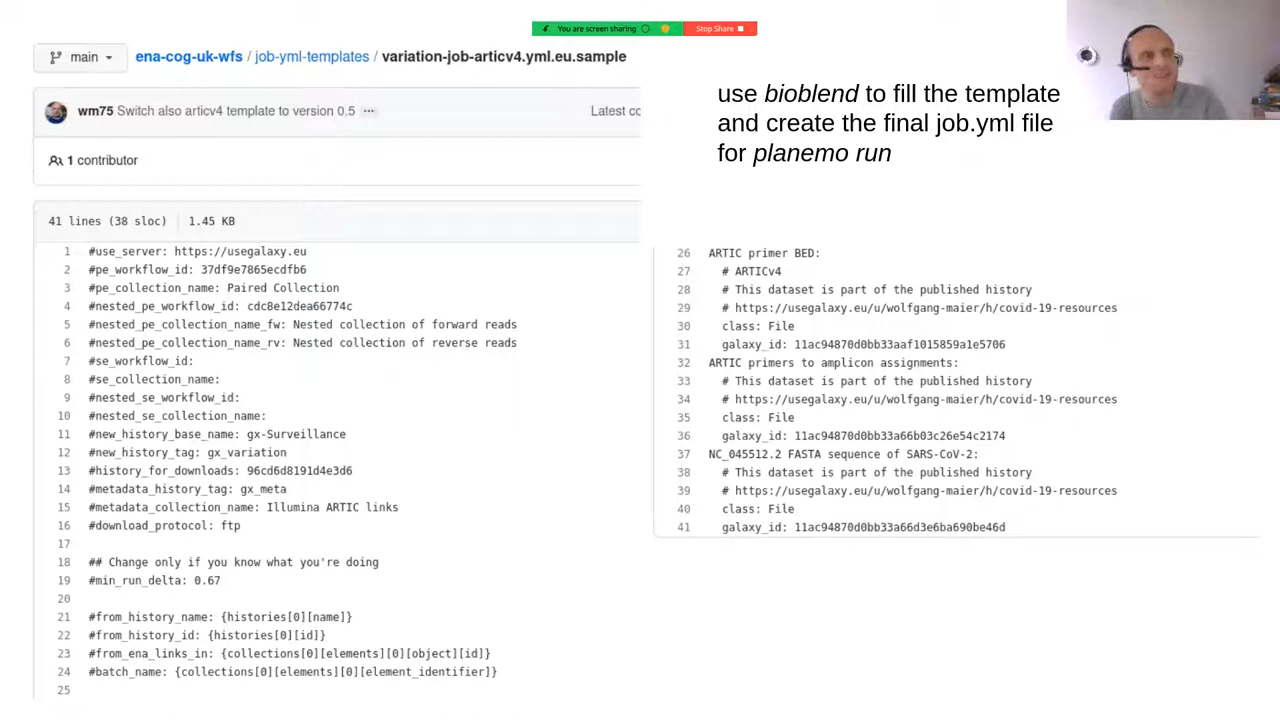 You are screen sharing Stop Share
main
ena-cog-uk-wfs / job-yml-templates / variation-job-articv4.yml.eu.sample
wm75 Switch also articv4 template to version 0.5 ...
Latest co
1 contributor
41 lines (38 sloc) 1.45 KB
1 #use_server: https://usegalaxy.eu
2 #pe_workflow_id: 37df9e7865ecdfb6
3 #pe_collection_name: Paired Collection
4 #nested_pe_workflow_id: cdc8e12dea66774c
5 #nested_pe_collection_name_fw: Nested collection of forward reads
6 #nested_pe_collection_name_rv: Nested collection of reverse reads
7 #se_workflow_id:
8 #se_collection_name:
9 #nested_se_workflow_id:
10 #nested_se_collection_name:
11 #new_history_base_name: gx-Surveillance
12 #new_history_tag: gx_variation
13 #history_for_downloads: 96cd6d8191d4e3d6
14 #metadata_history_tag: gx_meta
15 #metadata_collection_name: Illumina ARTIC links
16 #download_protocol: ftp
17
18 ## Change only if you know what you're doing
19 #min_run_delta: 0.67
20
21 #from_history_name: {histories[0][name]}
22 #from_history_id: {histories[0][id]}
23 #from_ena_links_in: {collections[0][elements][0][object][id]}
24 #batch_name: {collections[0][elements][0][element_identifier]}
25
use bioblend to fill the template
and create the final job.yml file
for planemo run
26 ARTIC primer BED:
27 # ARTICv4
28 # This dataset is part of the published history
29 # https://usegalaxy.eu/u/wolfgang-maier/h/covid-19-resources
30 class: File
31 galaxy_id: 11ac94870d0bb33aaf1015859a1e5706
32 ARTIC primers to amplicon assignments:
33 # This dataset is part of the published history
34 # https://usegalaxy.eu/u/wolfgang-maier/h/covid-19-resources
35 class: File
36 galaxy_id: 11ac94870d0bb33a66b03c26e54c2174
37 NC_045512.2 FASTA sequence of SARS-CoV-2:
38 # This dataset is part of the published history
39 # https://usegalaxy.eu/u/wolfgang-maier/h/covid-19-resources
40 class: File
41 galaxy_id: 11ac94870d0bb33a66d3e6ba690be46d